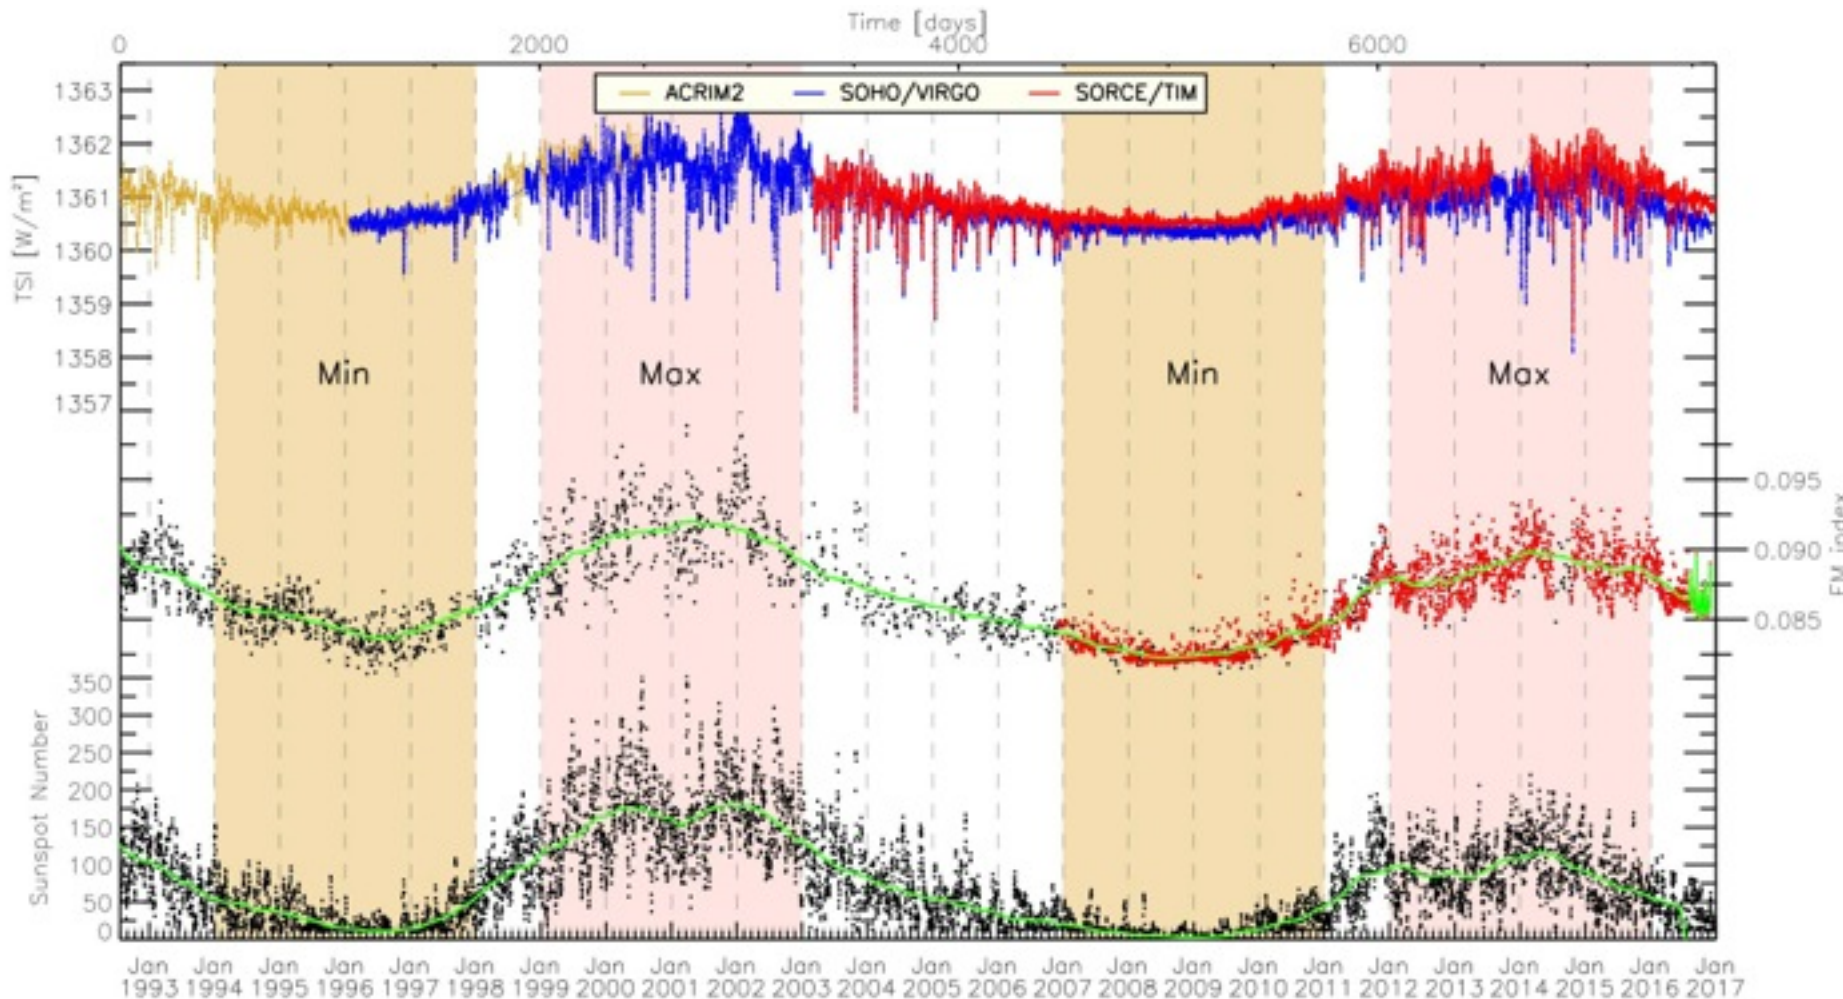 Time [days]
0 2000 4000 6000
ACRIM2 SOHO/VIRGO SORCE/TIM
1363
1362
1361
1360
1359
1358
1357
TSI [W/m²]
Min Max Min Max
0.095
0.090
0.085
EM index
350
300
250
200
150
100
50
0
Sunspot Number
Jan Jan Jan Jan Jan Jan Jan Jan Jan Jan Jan Jan Jan Jan Jan Jan Jan Jan Jan Jan Jan Jan Jan Jan Jan
1993 1994 1995 1996 1997 1998 1999 2000 2001 2002 2003 2004 2005 2006 2007 2008 2009 2010 2011 2012 2013 2014 2015 2016 2017